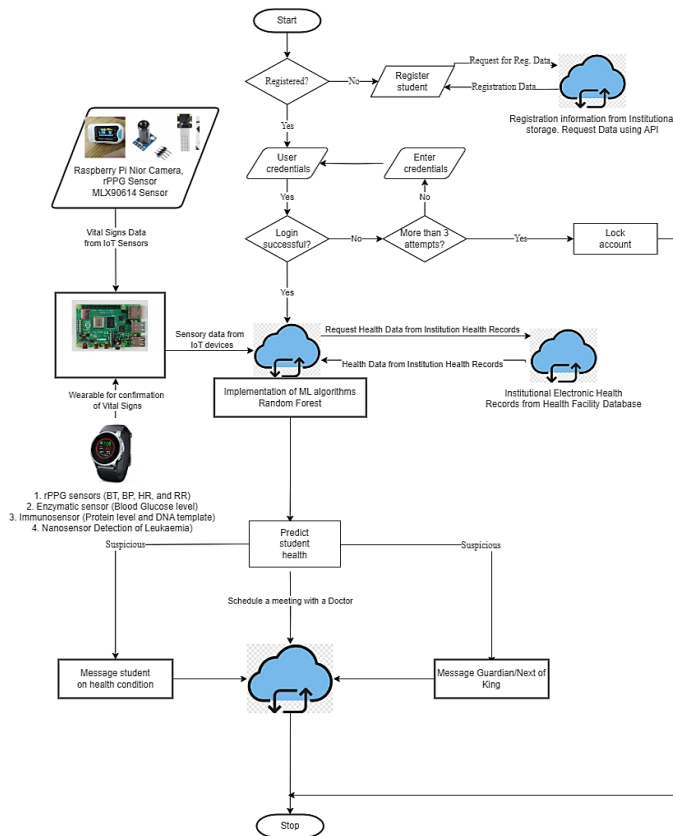 Start
Registered?
No
Register
student
Request for Reg. Data
Registration Data
Registration information from Institutiona
storage. Request Data using API
Yes
Raspberry Pi Nior Camera,
rPPG Sensor
MLX90614 Sensor
User
credentials
Enter
credentials
Yes
No
Vital Signs Data
from IoT Sensors
Login
successful?
No
More than 3
attempts?
Yes
Lock
account
Yes
Sensory data from
IoT devices
Request Health Data from Institution Health Records
Health Data from Institution Health Records
Implementation of ML algorithms
Random Forest
Institutional Electronic Health
Records from Health Facility Database
Wearable for confirmation
of Vital Signs
1. rPPG sensors (BT, BP, HR, and RR)
2. Enzymatic sensor (Blood Glucose level)
3. Immunosensor (Protein level and DNA template)
4. Nanosensor Detection of Leukaemia)
Suspicious
Predict
student
health
Suspicious
Schedule a meeting with a Doctor
Message student
on health condition
Message Guardian/Next of
King
Stop